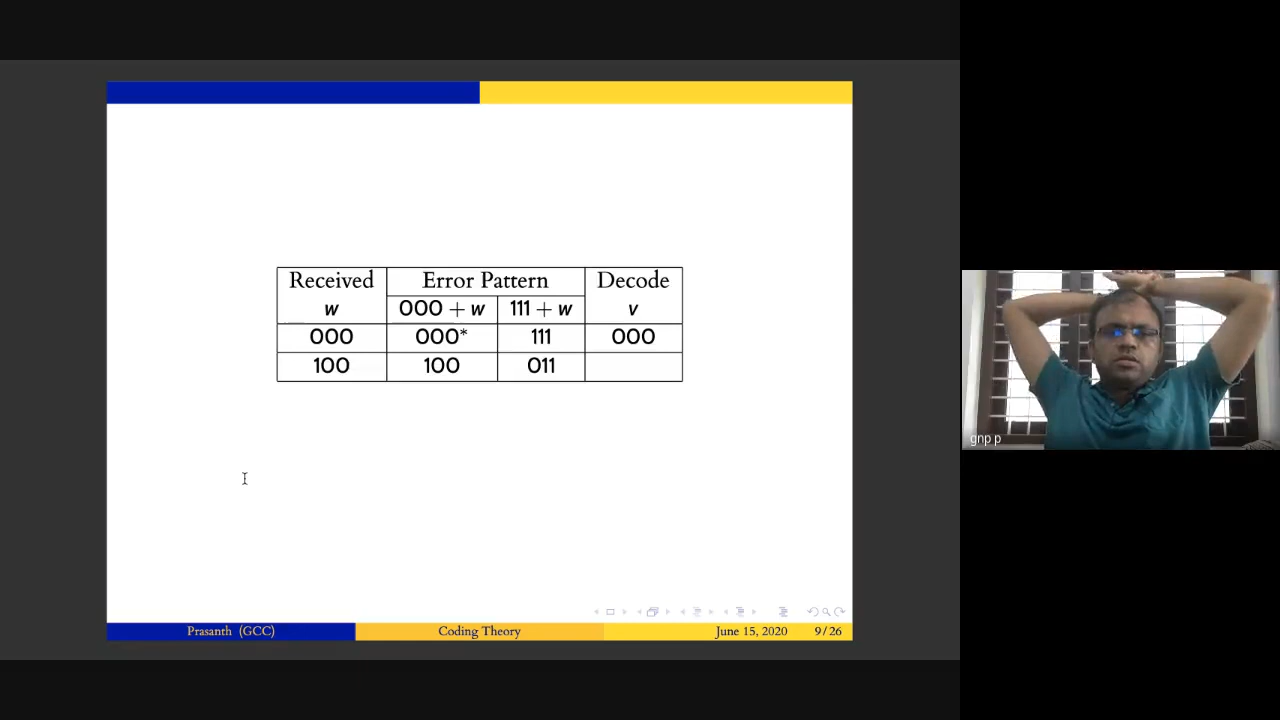 Received Error Pattern Decode
w 000 + w 111 + w v
000 000* 111 000
100 100 011
gnp p
Prasanth (GCC) Coding Theory June 15, 2020 9/26